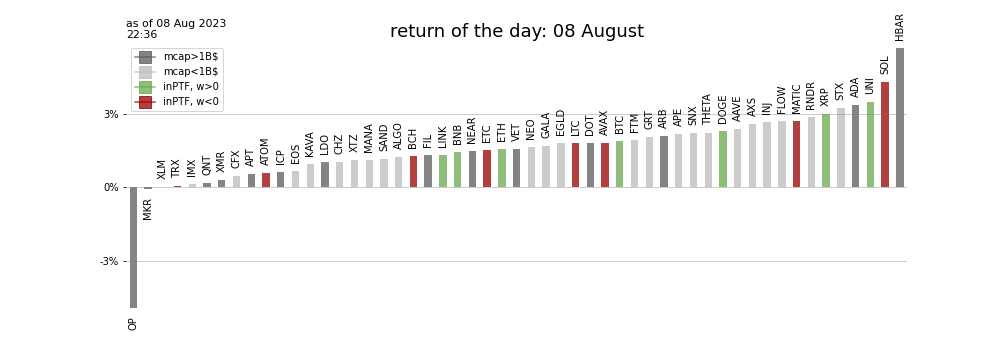 as of 08 Aug 2023
22:36
return of the day: 08 August
mcap>1B$
mcap<1B$
inPTF, w>0
inPTF, w<0
3%
0%
-3%
OP
MKR
XLM
TRX
IMX
QNT
XMR
CFX
APT
ATOM
ICP
EOS
KAVA
LDO
CHZ
XTZ
MANA
SAND
ALGO
BCH
FIL
LINK
BNB
NEAR
ETC
ETH
VET
NEO
GALA
EGLD
LTC
DOT
AVAX
BTC
FTM
GRT
ARB
APE
SNX
THETA
DOGE
AAVE
AXS
INJ
FLOW
MATIC
RNDR
XRP
STX
ADA
UNI
SOL
HBAR